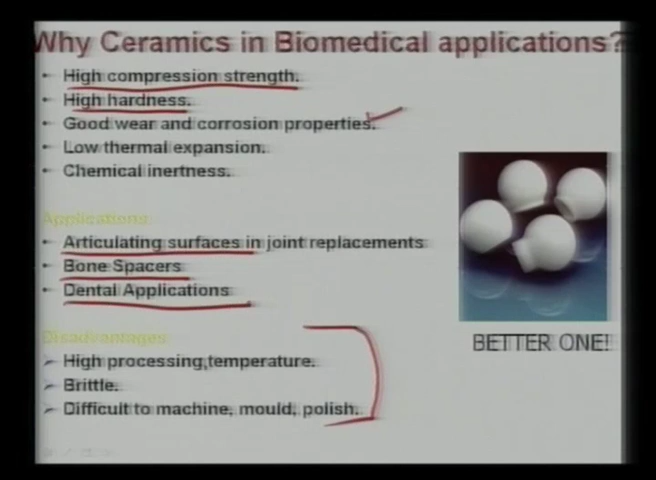 Why Ceramics in Biomedical applications?
High compression strength.
High hardness.
Good wear and corrosion properties.
Low thermal expansion.
Chemical inertness.
Applications
Articulating surfaces in joint replacements
Bone Spacers
Dental Applications
Disadvantages
High processing,temperature.
Brittle.
Difficult to machine, mould, polish.
BETTER ONE!